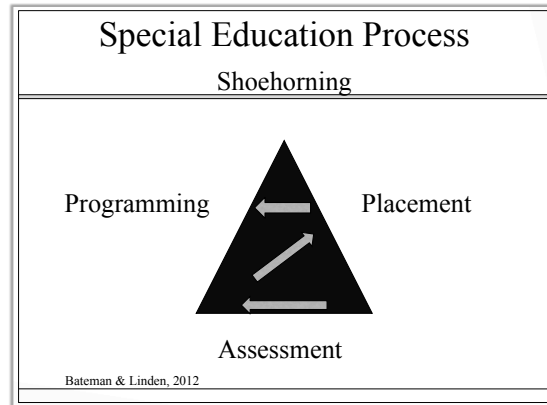 Special Education Process
Shoehorning
Programming
Placement
Assessment
Bateman & Linden, 2012